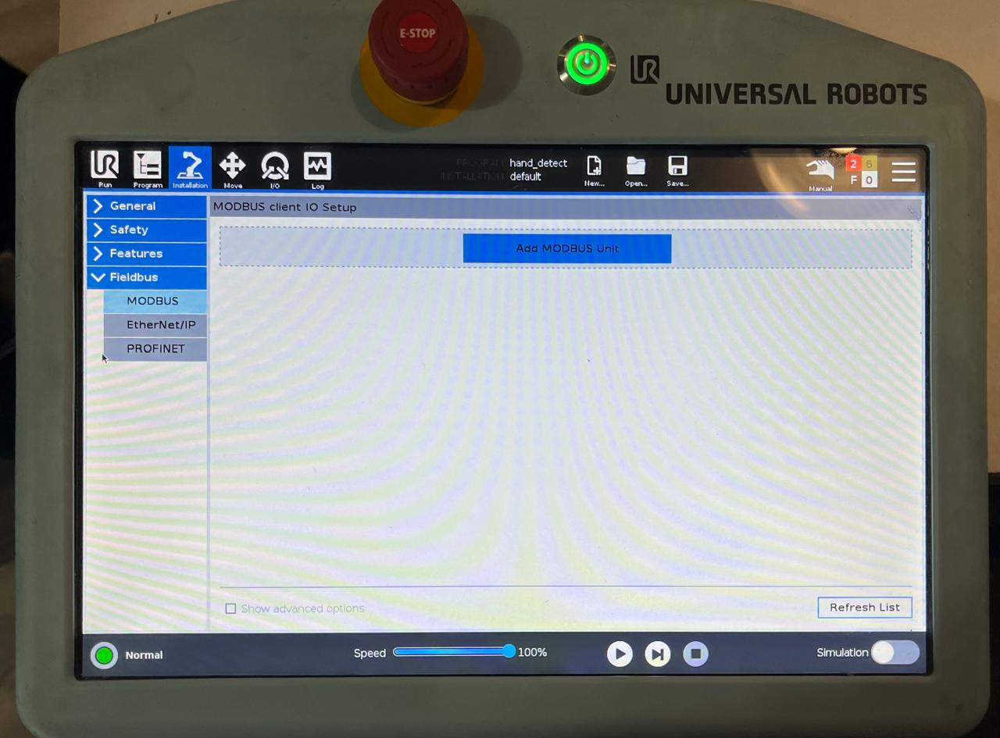 E-STOP
UNIVERSAL ROBOTS
Run
Program
Installation
Move
I/O
Log
PROGRAM hand_detect
INSTALLATION default
New...
Open...
Save...
Manual
2 6
F 0
General
Safety
Features
Fieldbus
MODBUS
EtherNet/IP
PROFINET
MODBUS client IO Setup
Add MODBUS Unit
Show advanced options
Refresh List
Normal
Speed
100%
Simulation